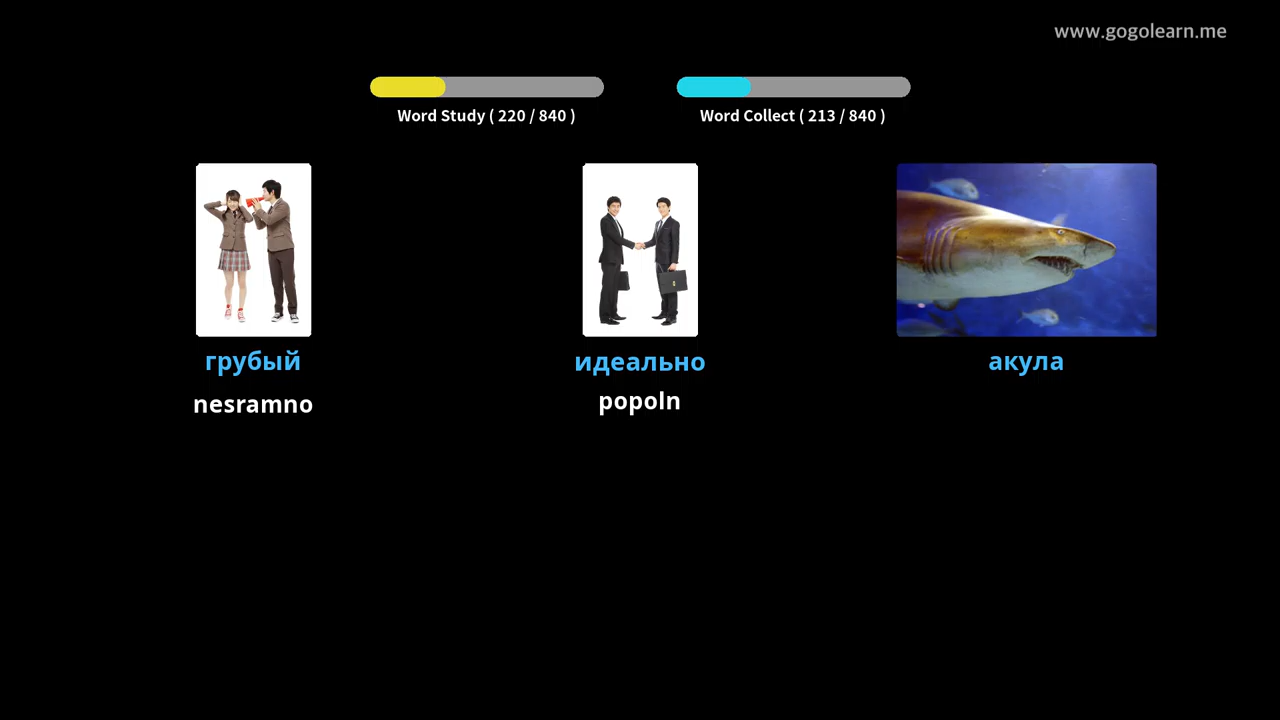 www.gogolearn.me
Word Study ( 220 / 840 )
Word Collect ( 213 / 840 )
грубый
идеально
акула
nesramno
popoln